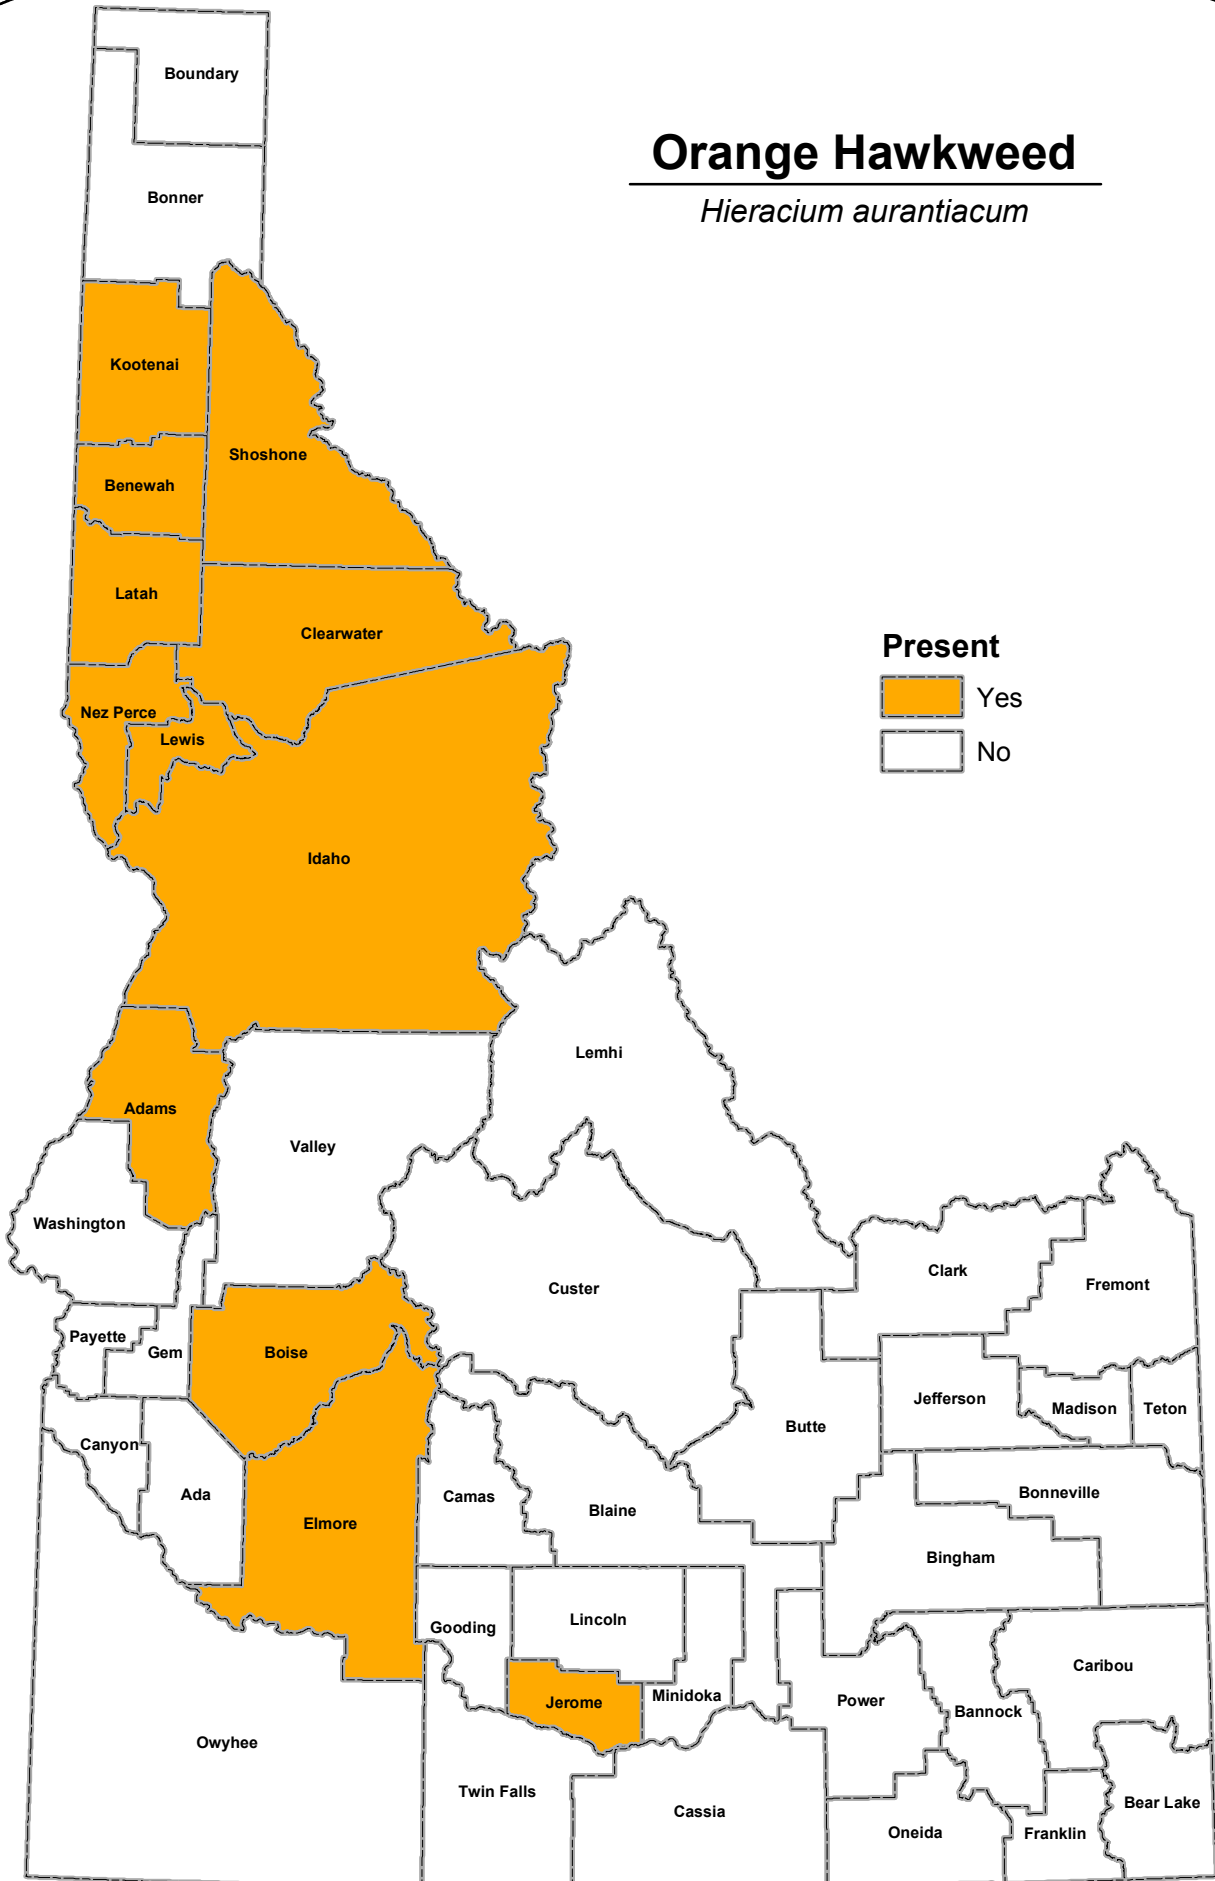 Boundary
Orange Hawkweed
Hieracium aurantiacum
Bonner
Kootenai
Shoshone
Benewah
Latah
Clearwater
Present
Yes
No
Nez Perce
Lewis
Idaho
Lemhi
Adams
Valley
Washington
Clark
Fremont
Custer
Payette
Gem
Boise
Jefferson
Madison
Teton
Butte
Canyon
Ada
Camas
Blaine
Bonneville
Elmore
Bingham
Gooding
Lincoln
Caribou
Jerome
Minidoka
Power
Bannock
Owyhee
Twin Falls
Cassia
Bear Lake
Oneida
Franklin